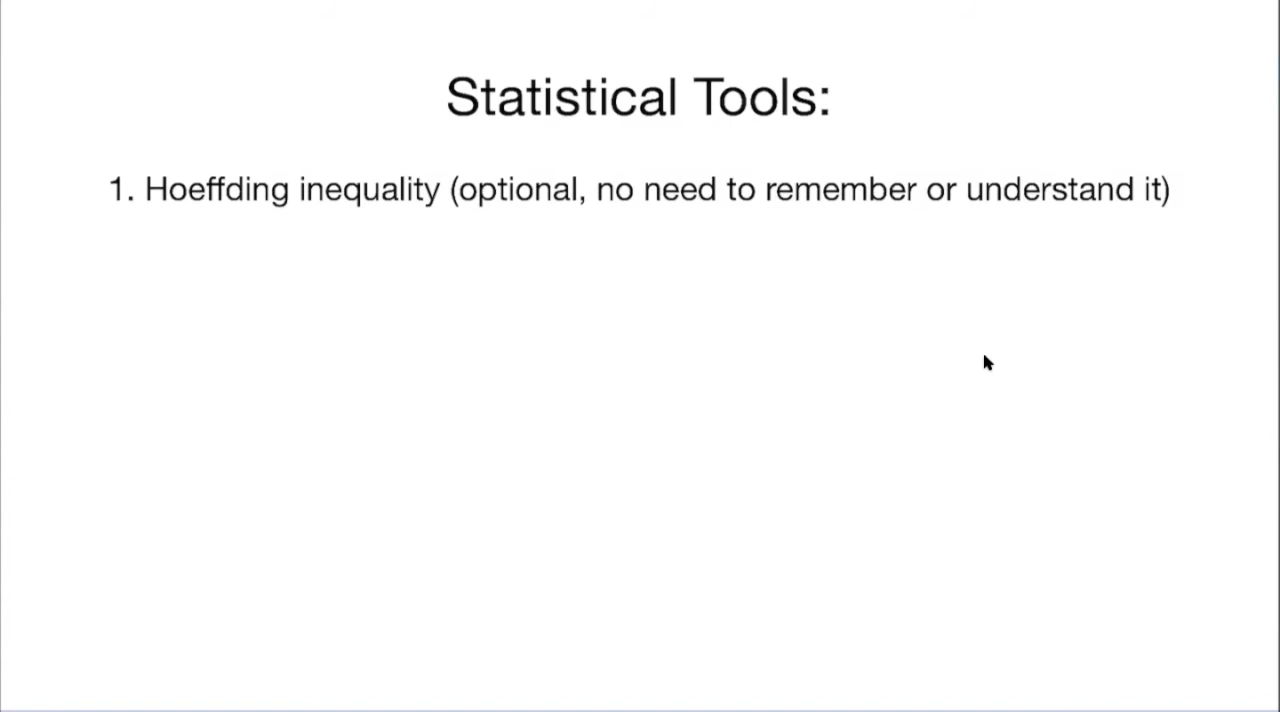 Statistical Tools:
1. Hoeffding inequality (optional, no need to remember or understand it)